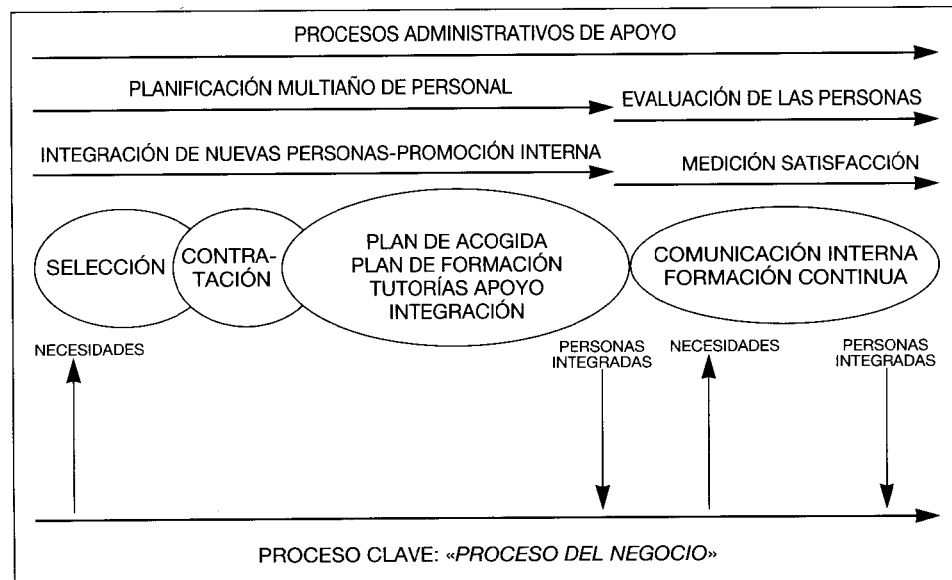 PROCESOS ADMINISTRATIVOS DE APOYO
PLANIFICACIÓN MULTIAÑO DE PERSONAL
EVALUACIÓN DE LAS PERSONAS
INTEGRACIÓN DE NUEVAS PERSONAS-PROMOCIÓN INTERNA
MEDICIÓN SATISFACCIÓN
SELECCIÓN
CONTRA-
TACIÓN
PLAN DE ACOGIDA
PLAN DE FORMACIÓN
TUTORÍAS APOYO
INTEGRACIÓN
COMUNICACIÓN INTERNA
FORMACIÓN CONTINUA
NECESIDADES
PERSONAS
INTEGRADAS
NECESIDADES
PERSONAS
INTEGRADAS
PROCESO CLAVE: «PROCESO DEL NEGOCIO»